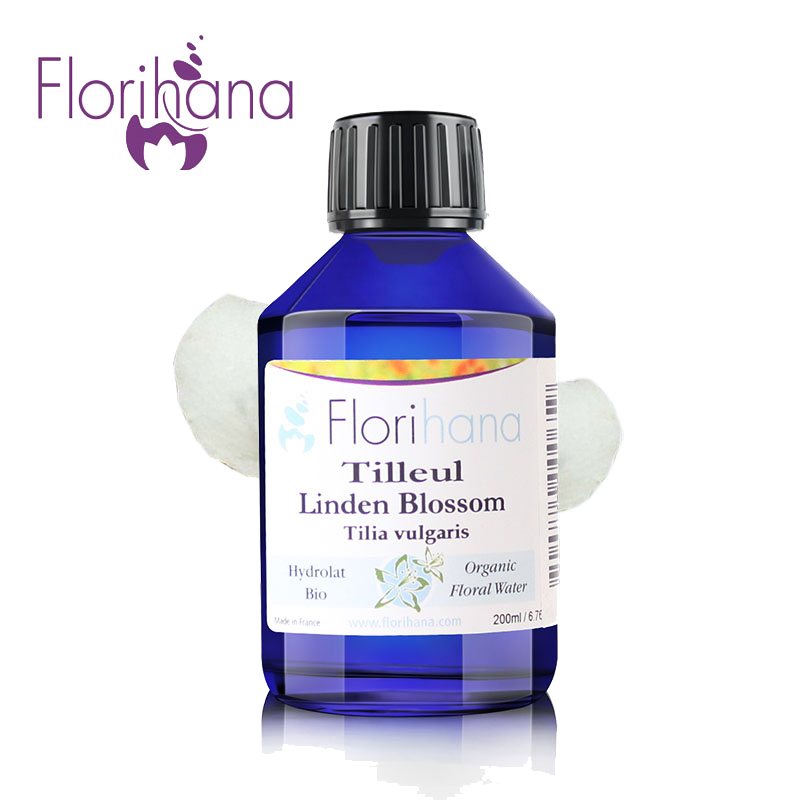 Florihana
Florihana
Tilleul
Linden Blossom
Tilia vulgaris
Hydrolat
Bio
Organic
Floral Water
Made in France
www.florihana.com
200ml / 6.76